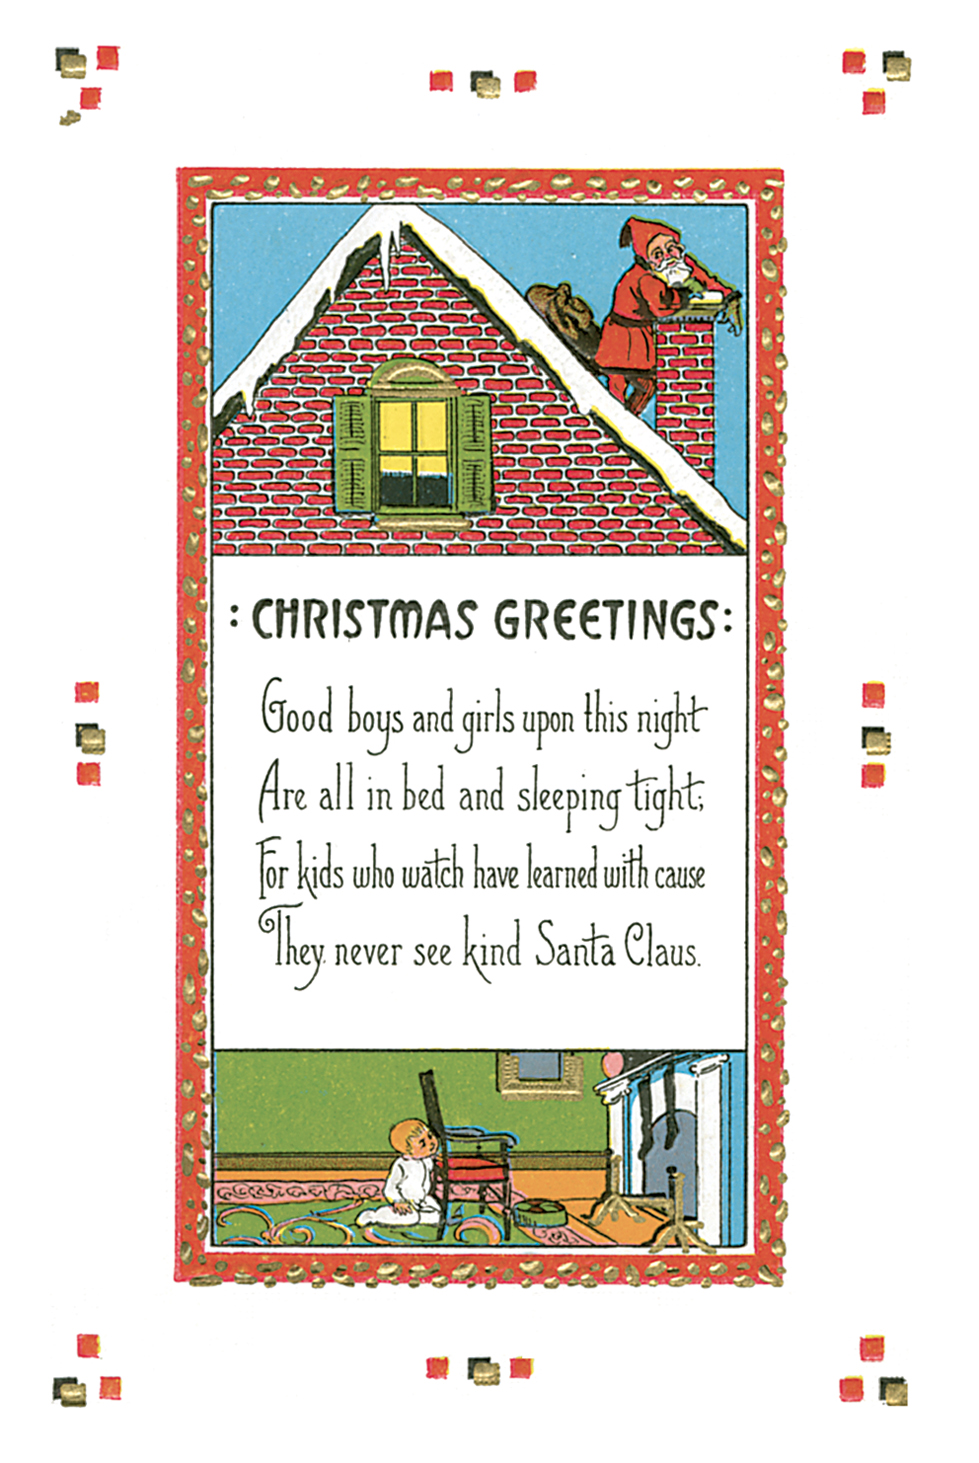 : CHRISTMAS GREETINGS :
Good boys and girls upon this night
Are all in bed and sleeping tight;
For kids who watch have learned with cause
They never see kind Santa Claus.